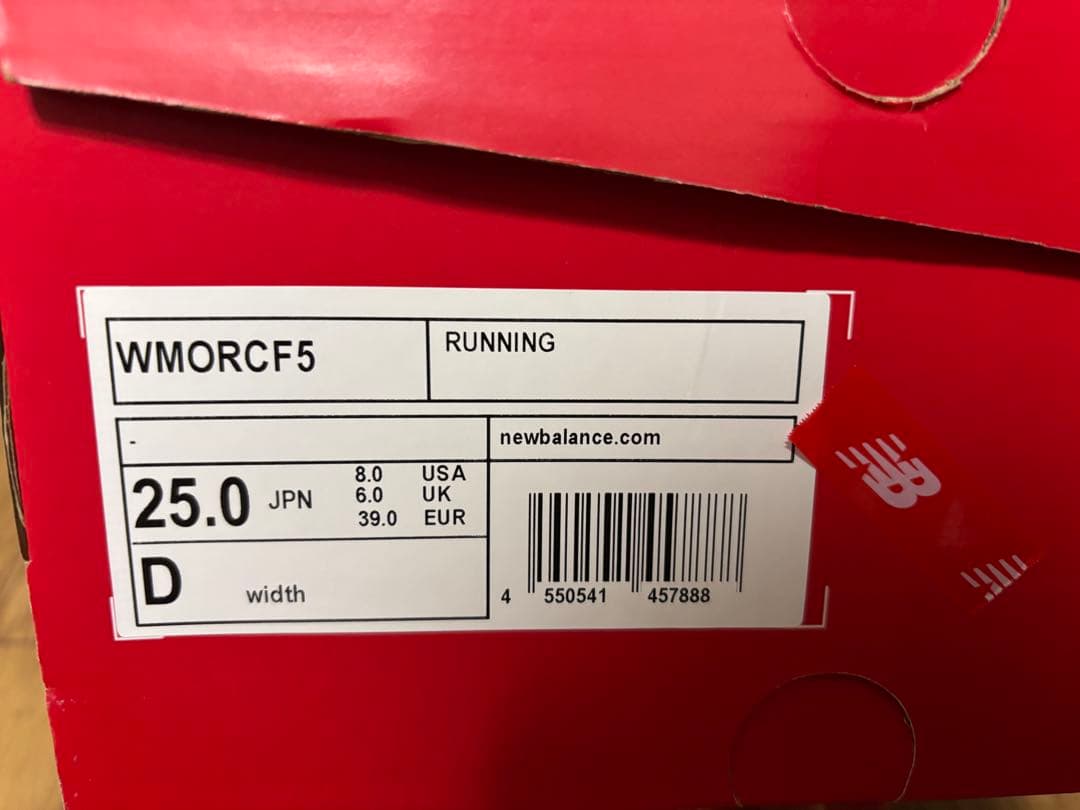 WMORCF5
RUNNING
-
newbalance.com
25.0 JPN
8.0 USA
6.0 UK
39.0 EUR
D width
4 550541 457888
NB